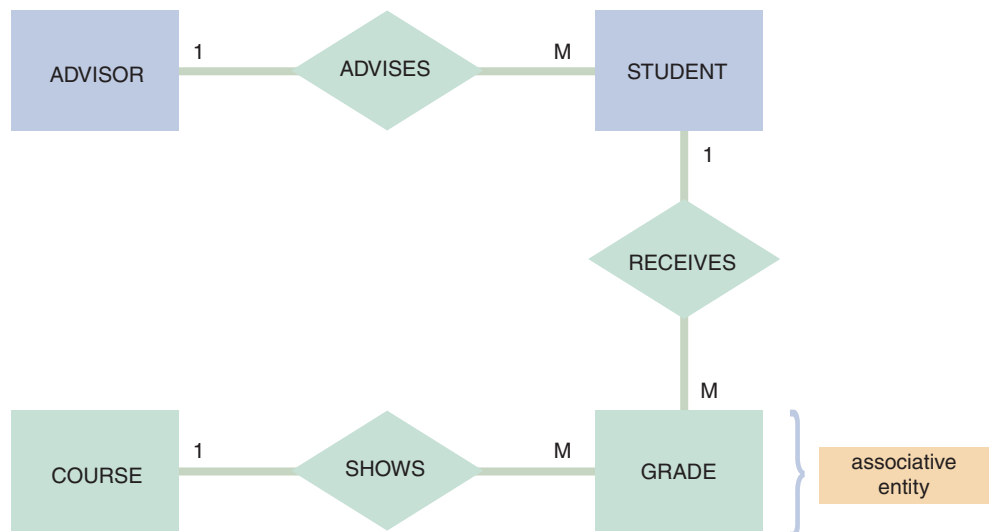 1
M
ADVISOR
ADVISES
STUDENT
1
RECEIVES
M
1
M
COURSE
SHOWS
GRADE
associative
entity